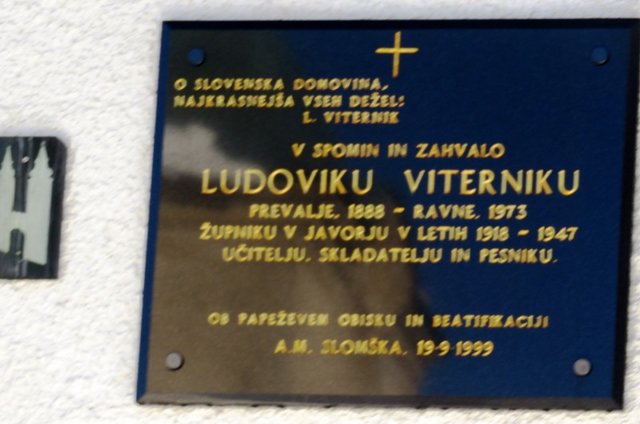 O SLOVENSKA DOMOVINA,
NAJKRASNEJŠA VSEH DEŽEL:
L. VITERNIK
V SPOMIN IN ZAHVALO
LUDOVIKU VITERNIKU
PREVALJE, 1888 - RAVNE, 1973
ŽUPNIKU V JAVORJU V LETIH 1918 - 1947
UČITELJU, SKLADATELJU IN PESNIKU.
OB PAPEŽEVEM OBISKU IN BEATIFIKACIJI
A.M. SLOMŠKA, 19·9·1999